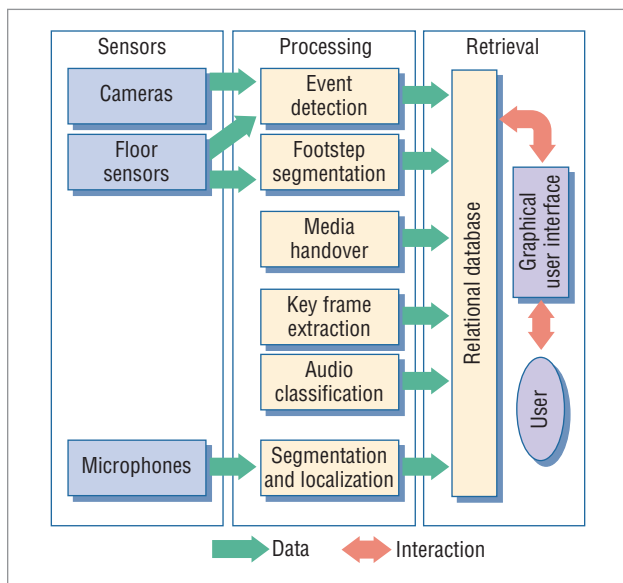 Sensors
Processing
Retrieval
Cameras
Floor
sensors
Microphones
Event
detection
Footstep
segmentation
Media
handover
Key frame
extraction
Audio
classification
Segmentation
and localization
Relational database
Graphical
user interface
User
Data
Interaction